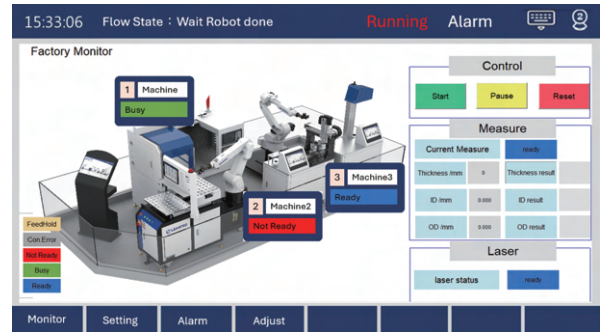 15:33:06 Flow State : Wait Robot done Running Alarm 2
Factory Monitor
1 Machine
Busy
2 Machine2
Not Ready
3 Machine3
Ready
FeedHold
Con.Error
Not Ready
Busy
Ready
Control
Start Pause Reset
Measure
Current Measure ready
Thickness /mm 0 Thickness result
ID /mm 0.000 ID result
OD /mm 0.000 OD result
Laser
laser status ready
Monitor Setting Alarm Adjust